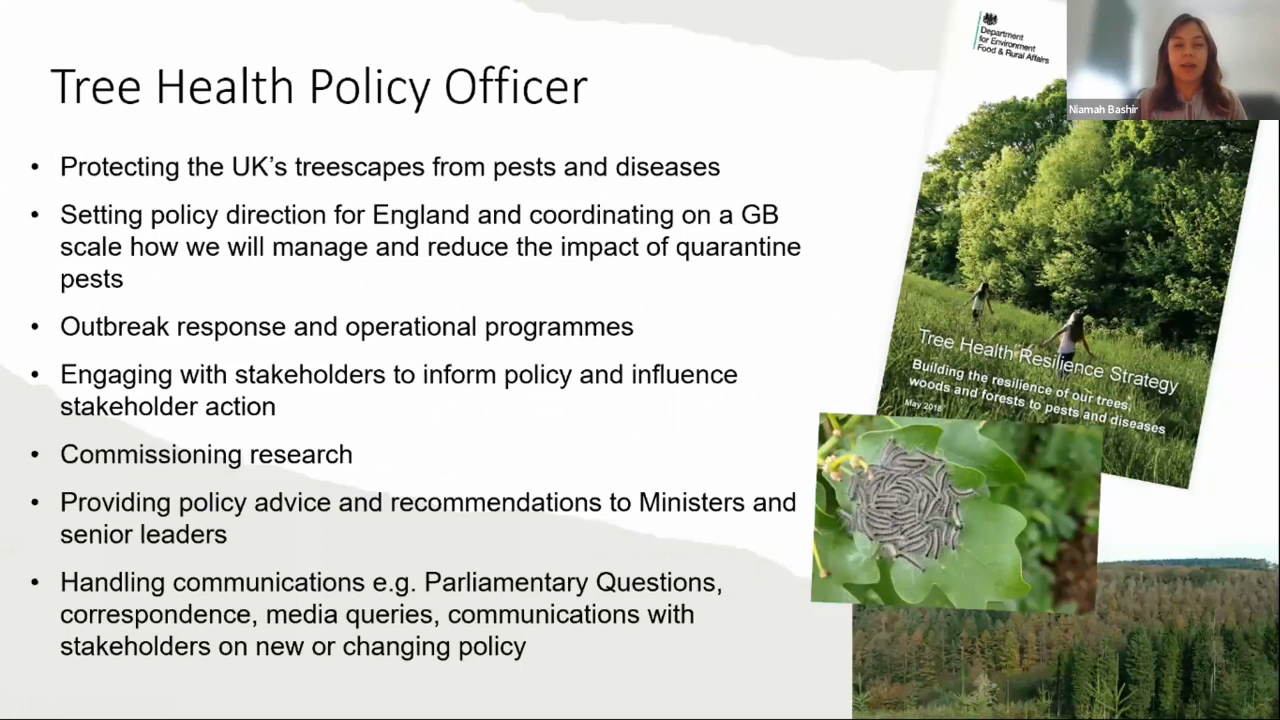 Tree Health Policy Officer
• Protecting the UK’s treescapes from pests and diseases
• Setting policy direction for England and coordinating on a GB
scale how we will manage and reduce the impact of quarantine
pests
• Outbreak response and operational programmes
• Engaging with stakeholders to inform policy and influence
stakeholder action
• Commissioning research
• Providing policy advice and recommendations to Ministers and
senior leaders
• Handling communications e.g. Parliamentary Questions,
correspondence, media queries, communications with
stakeholders on new or changing policy
Department
for Environment
Food & Rural Affairs
Niamah Bashir
Tree Health Resilience Strategy
Building the resilience of our trees,
woods and forests to pests and diseases
May 2018